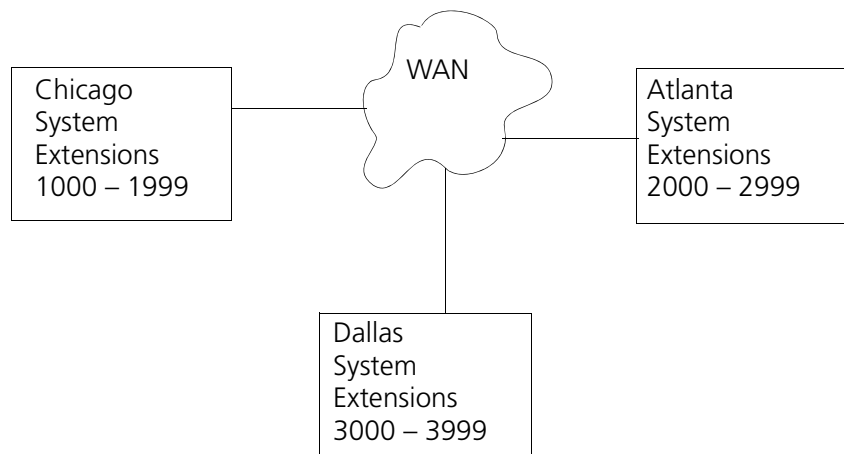 WAN
Chicago
System
Extensions
1000 – 1999
Atlanta
System
Extensions
2000 – 2999
Dallas
System
Extensions
3000 – 3999